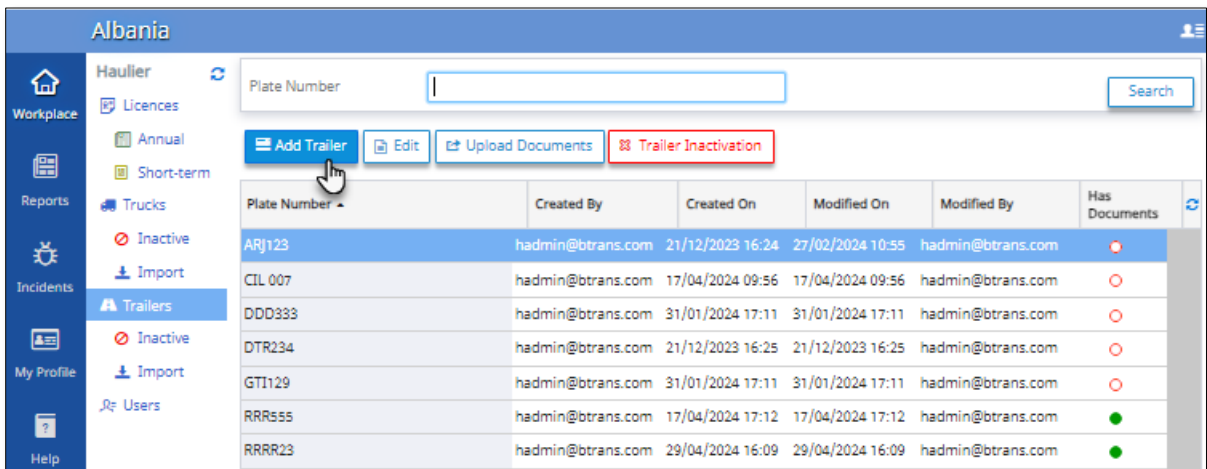 Albania
Workplace
Reports
Incidents
My Profile
Help
Haulier
Licences
Annual
Short-term
Trucks
Inactive
Import
Trailers
Inactive
Import
Users
Plate Number
Search
Add Trailer Edit Upload Documents Trailer Inactivation
Plate Number Created By Created On Modified On Modified By Has Documents
ARJ123 hadmin@btrans.com 21/12/2023 16:24 27/02/2024 10:55 hadmin@btrans.com
CIL 007 hadmin@btrans.com 17/04/2024 09:56 17/04/2024 09:56 hadmin@btrans.com
DDD333 hadmin@btrans.com 31/01/2024 17:11 31/01/2024 17:11 hadmin@btrans.com
DTR234 hadmin@btrans.com 21/12/2023 16:25 21/12/2023 16:25 hadmin@btrans.com
GTI129 hadmin@btrans.com 31/01/2024 17:11 31/01/2024 17:11 hadmin@btrans.com
RRR555 hadmin@btrans.com 17/04/2024 17:12 17/04/2024 17:12 hadmin@btrans.com
RRRR23 hadmin@btrans.com 29/04/2024 16:09 29/04/2024 16:09 hadmin@btrans.com